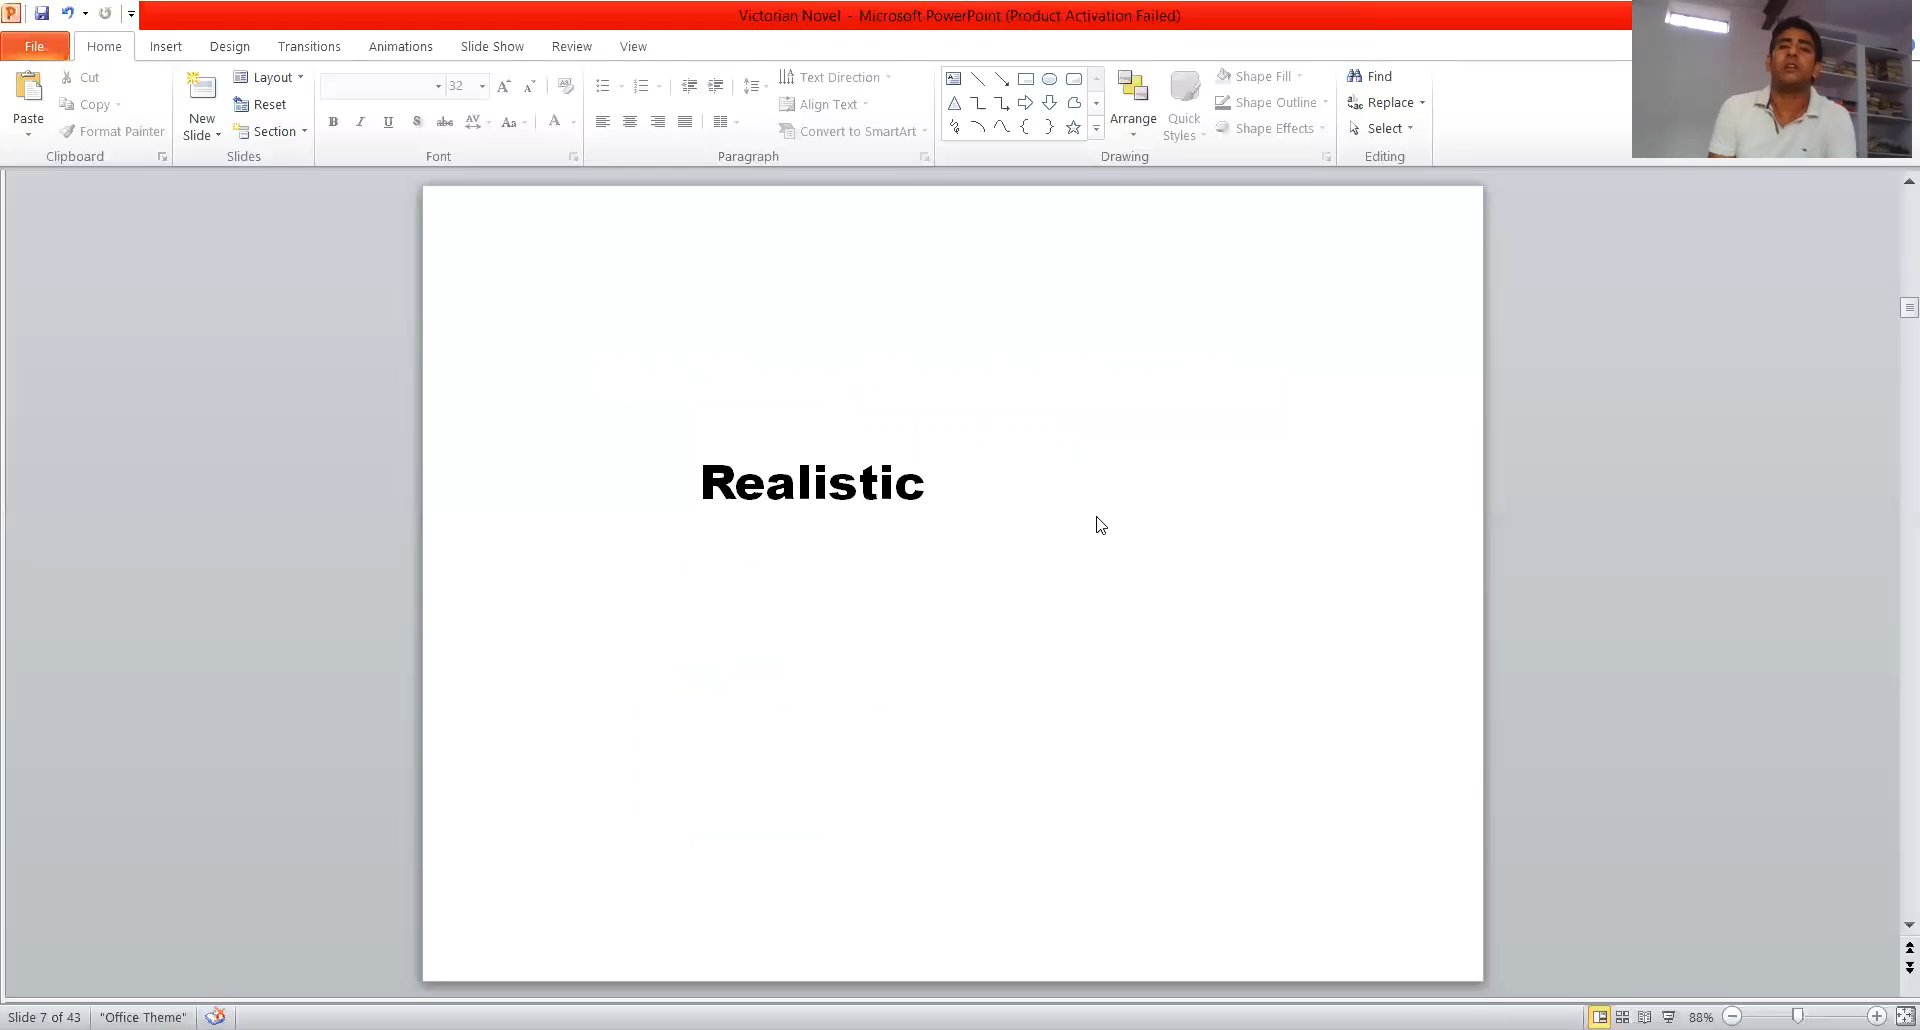 Victorian Novel - Microsoft PowerPoint (Product Activation Failed)
File Home Insert Design Transitions Animations Slide Show Review View
Paste
Cut
Copy
Format Painter
Clipboard
New
Slide
Layout
Reset
Section
Slides
32
B I U S abc AV Aa A
Font
Text Direction
Align Text
Convert to SmartArt
Paragraph
Arrange
Quick
Styles
Shape Fill
Shape Outline
Shape Effects
Drawing
Find
Replace
Select
Editing
Realistic
Slide 7 of 43 "Office Theme" 88%